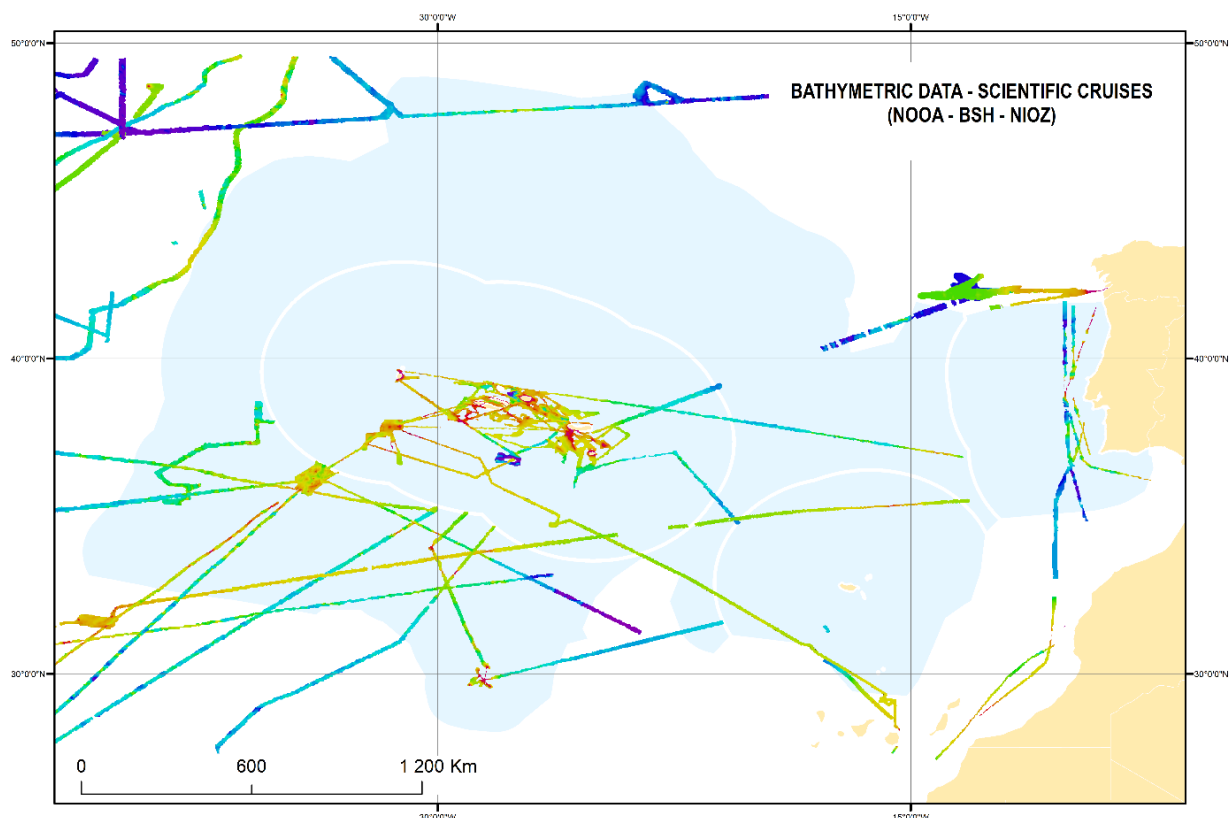 30°0'0"W 15°0'0"W
50°0'0"N 50°0'0"N
BATHYMETRIC DATA - SCIENTIFIC CRUISES
(NOOA - BSH - NIOZ)
40°0'0"N 40°0'0"N
30°0'0"N 30°0'0"N
0 600 1 200 Km
30°0'0"W 15°0'0"W